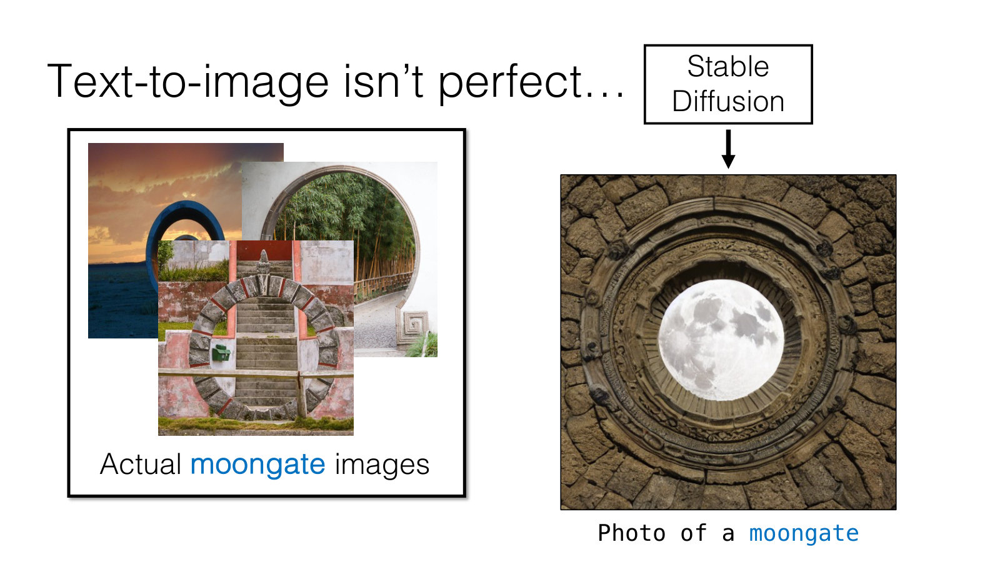 Text-to-image isn’t perfect…
Stable
Diffusion
Actual moongate images
Photo of a moongate